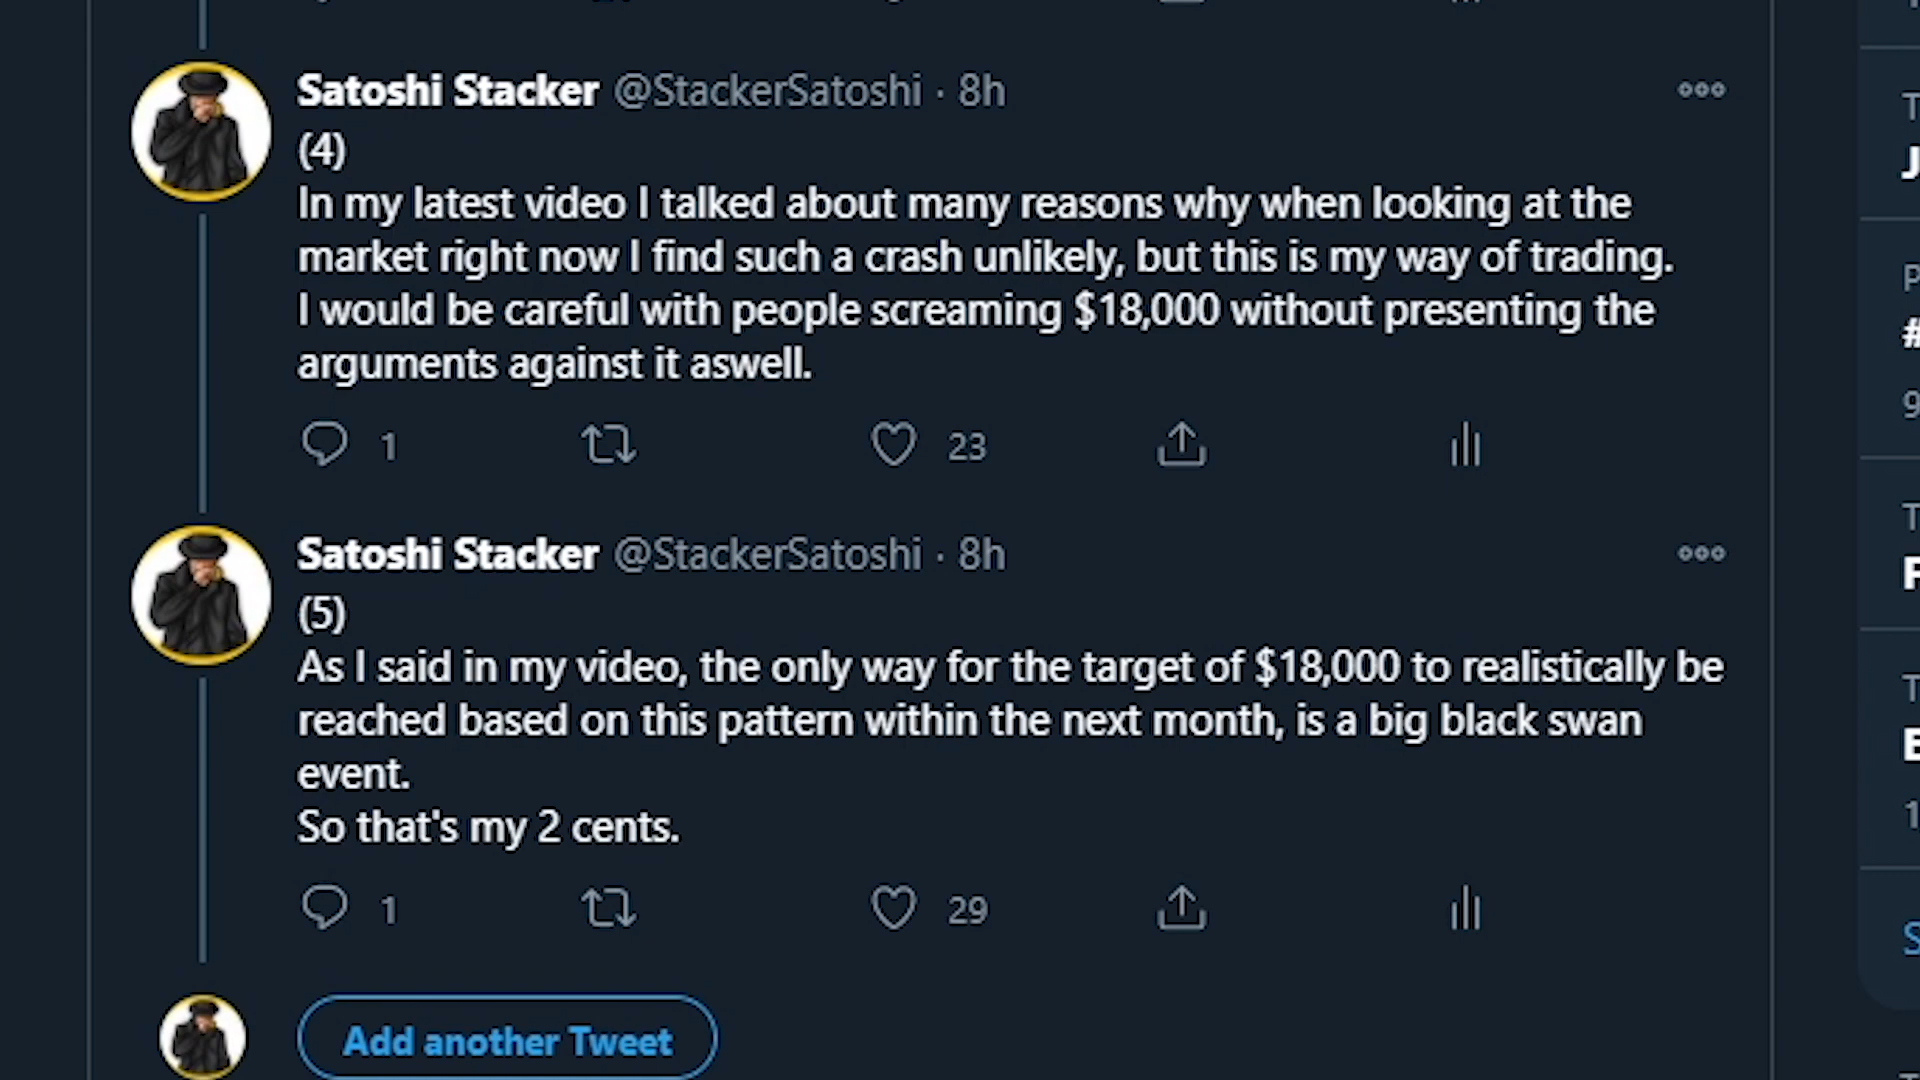 Satoshi Stacker @StackerSatoshi · 8h
(4)
In my latest video I talked about many reasons why when looking at the
market right now I find such a crash unlikely, but this is my way of trading.
I would be careful with people screaming $18,000 without presenting the
arguments against it aswell.
1 23
Satoshi Stacker @StackerSatoshi · 8h
(5)
As I said in my video, the only way for the target of $18,000 to realistically be
reached based on this pattern within the next month, is a big black swan
event.
So that's my 2 cents.
1 29
Add another Tweet